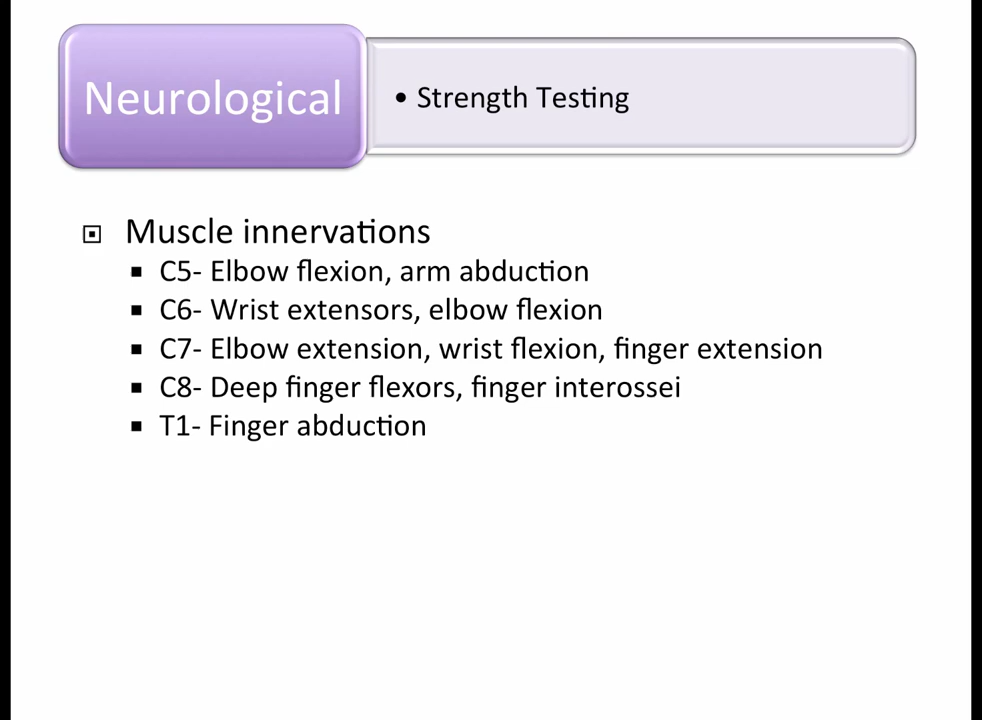 Neurological
• Strength Testing
Muscle innervations
C5- Elbow flexion, arm abduction
C6- Wrist extensors, elbow flexion
C7- Elbow extension, wrist flexion, finger extension
C8- Deep finger flexors, finger interossei
T1- Finger abduction